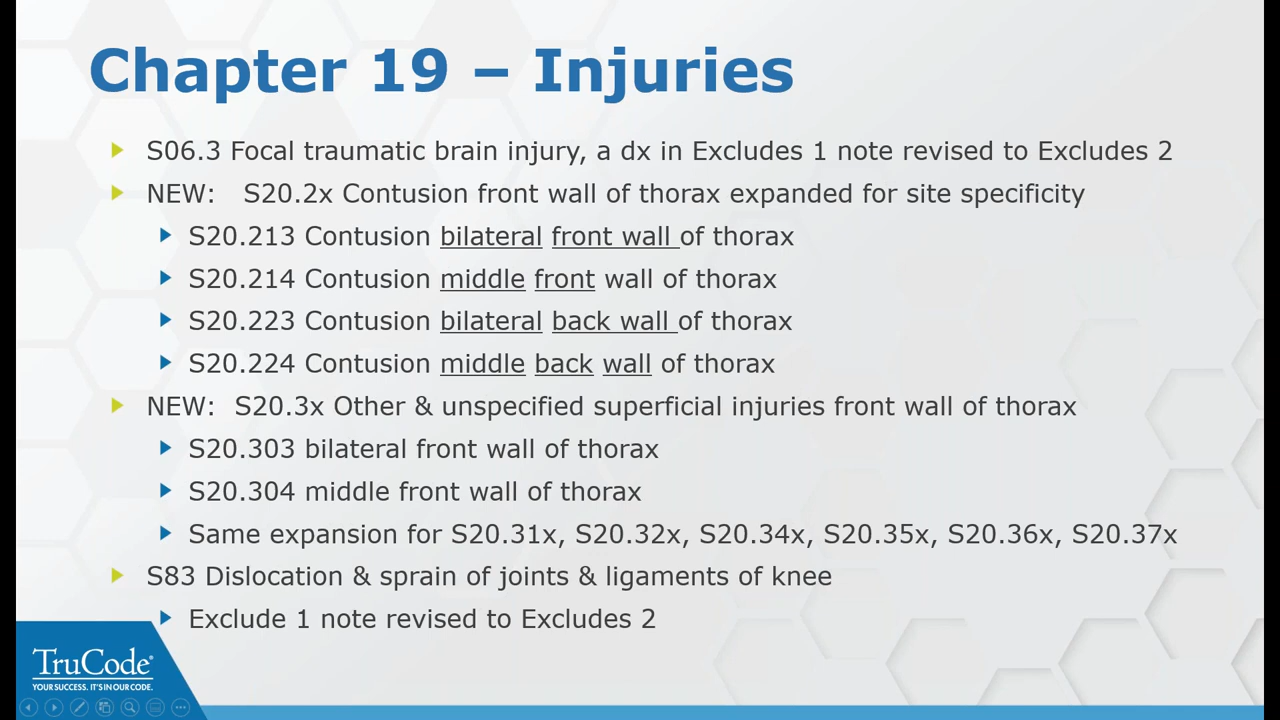 Chapter 19 – Injuries
S06.3 Focal traumatic brain injury, a dx in Excludes 1 note revised to Excludes 2
NEW: S20.2x Contusion front wall of thorax expanded for site specificity
S20.213 Contusion bilateral front wall of thorax
S20.214 Contusion middle front wall of thorax
S20.223 Contusion bilateral back wall of thorax
S20.224 Contusion middle back wall of thorax
NEW: S20.3x Other & unspecified superficial injuries front wall of thorax
S20.303 bilateral front wall of thorax
S20.304 middle front wall of thorax
Same expansion for S20.31x, S20.32x, S20.34x, S20.35x, S20.36x, S20.37x
S83 Dislocation & sprain of joints & ligaments of knee
Exclude 1 note revised to Excludes 2
TruCode®
YOUR SUCCESS. IT'S IN OUR CODE.